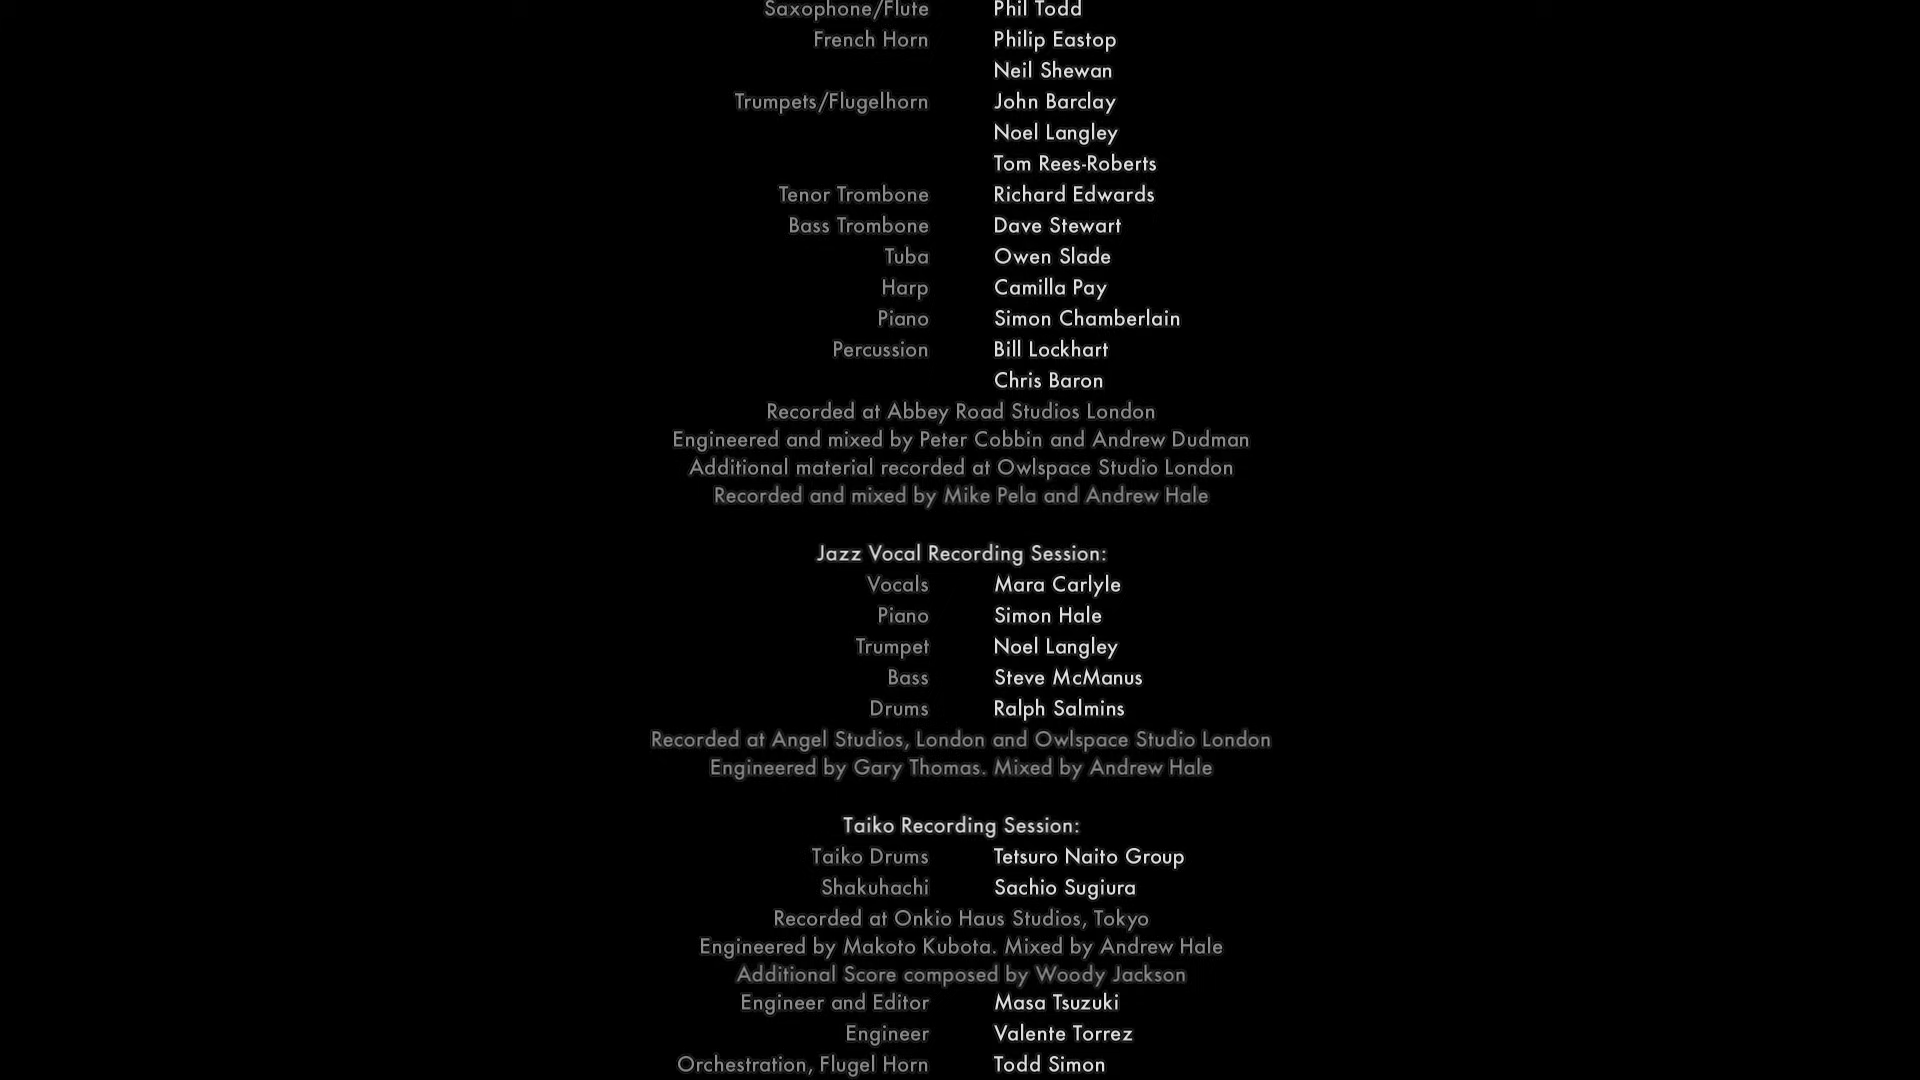 Saxophone/Flute Phil Todd
French Horn Philip Eastop
Neil Shewan
Trumpets/Flugelhorn John Barclay
Noel Langley
Tom Rees-Roberts
Tenor Trombone Richard Edwards
Bass Trombone Dave Stewart
Tuba Owen Slade
Harp Camilla Pay
Piano Simon Chamberlain
Percussion Bill Lockhart
Chris Baron
Recorded at Abbey Road Studios London
Engineered and mixed by Peter Cobbin and Andrew Dudman
Additional material recorded at Owlspace Studio London
Recorded and mixed by Mike Pela and Andrew Hale
Jazz Vocal Recording Session:
Vocals Mara Carlyle
Piano Simon Hale
Trumpet Noel Langley
Bass Steve McManus
Drums Ralph Salmins
Recorded at Angel Studios, London and Owlspace Studio London
Engineered by Gary Thomas. Mixed by Andrew Hale
Taiko Recording Session:
Taiko Drums Tetsuro Naito Group
Shakuhachi Sachio Sugiura
Recorded at Onkio Haus Studios, Tokyo
Engineered by Makoto Kubota. Mixed by Andrew Hale
Additional Score composed by Woody Jackson
Engineer and Editor Masa Tsuzuki
Engineer Valente Torrez
Orchestration, Flugel Horn Todd Simon